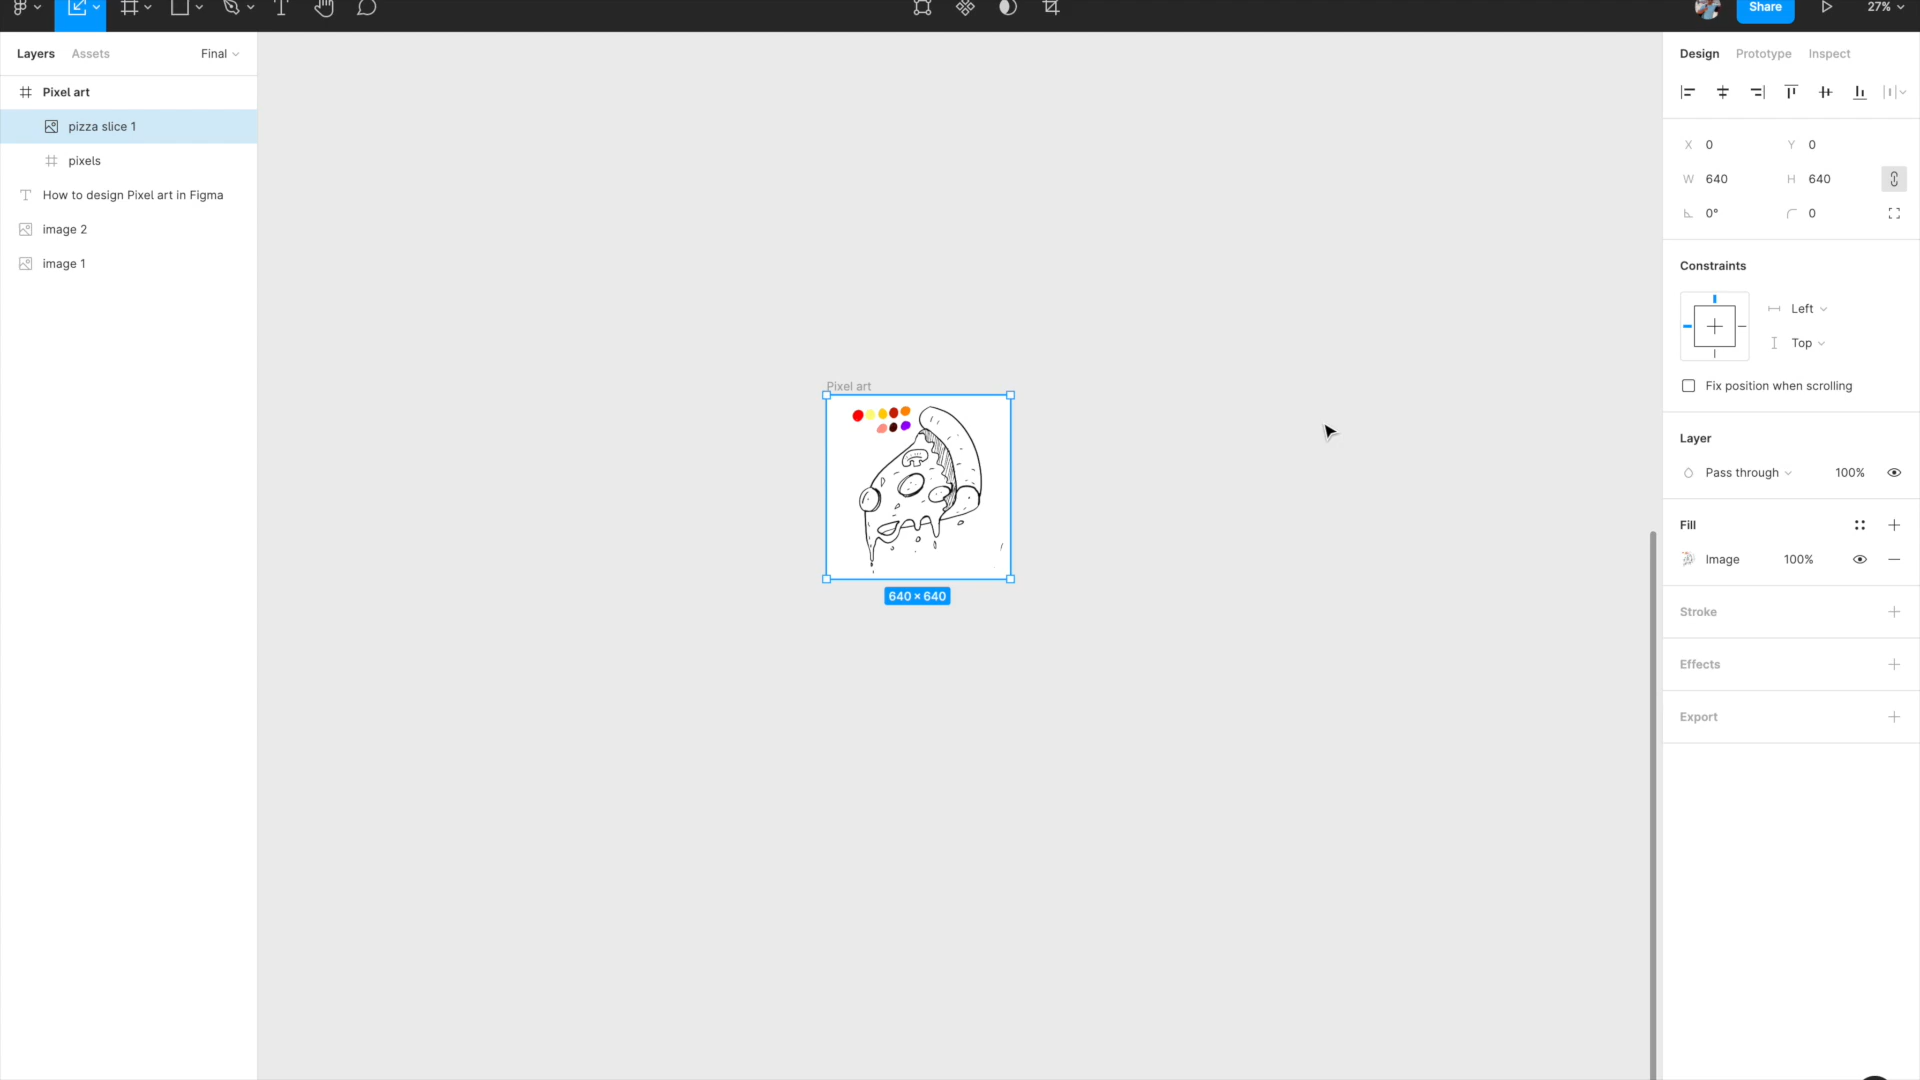 Share
27%
Layers
Assets
Final
Pixel art
pizza slice 1
pixels
How to design Pixel art in Figma
image 2
image 1
Pixel art
640 × 640
Design
Prototype
Inspect
X 0
Y 0
W 640
H 640
0°
0
Constraints
Left
Top
Fix position when scrolling
Layer
Pass through
100%
Fill
Image
100%
Stroke
Effects
Export